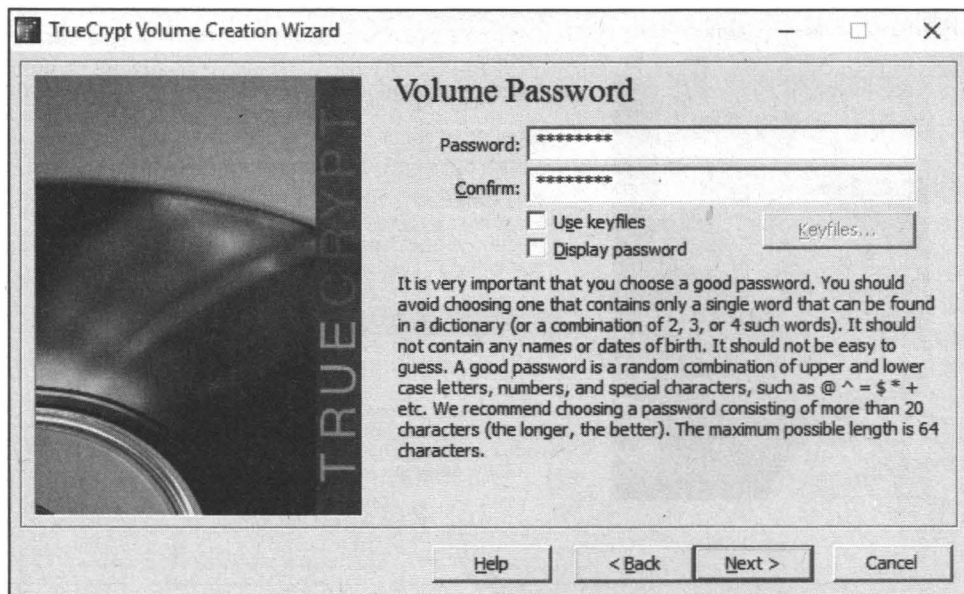 TrueCrypt Volume Creation Wizard
Volume Password
Password: ********
Confirm: ********
Use keyfiles
Keyfiles...
Display password
It is very important that you choose a good password. You should
avoid choosing one that contains only a single word that can be found
in a dictionary (or a combination of 2, 3, or 4 such words). It should
not contain any names or dates of birth. It should not be easy to
guess. A good password is a random combination of upper and lower
case letters, numbers, and special characters, such as @ ^ = $ * +
etc. We recommend choosing a password consisting of more than 20
characters (the longer, the better). The maximum possible length is 64
characters.
TRUECRYPT
Help
< Back
Next >
Cancel